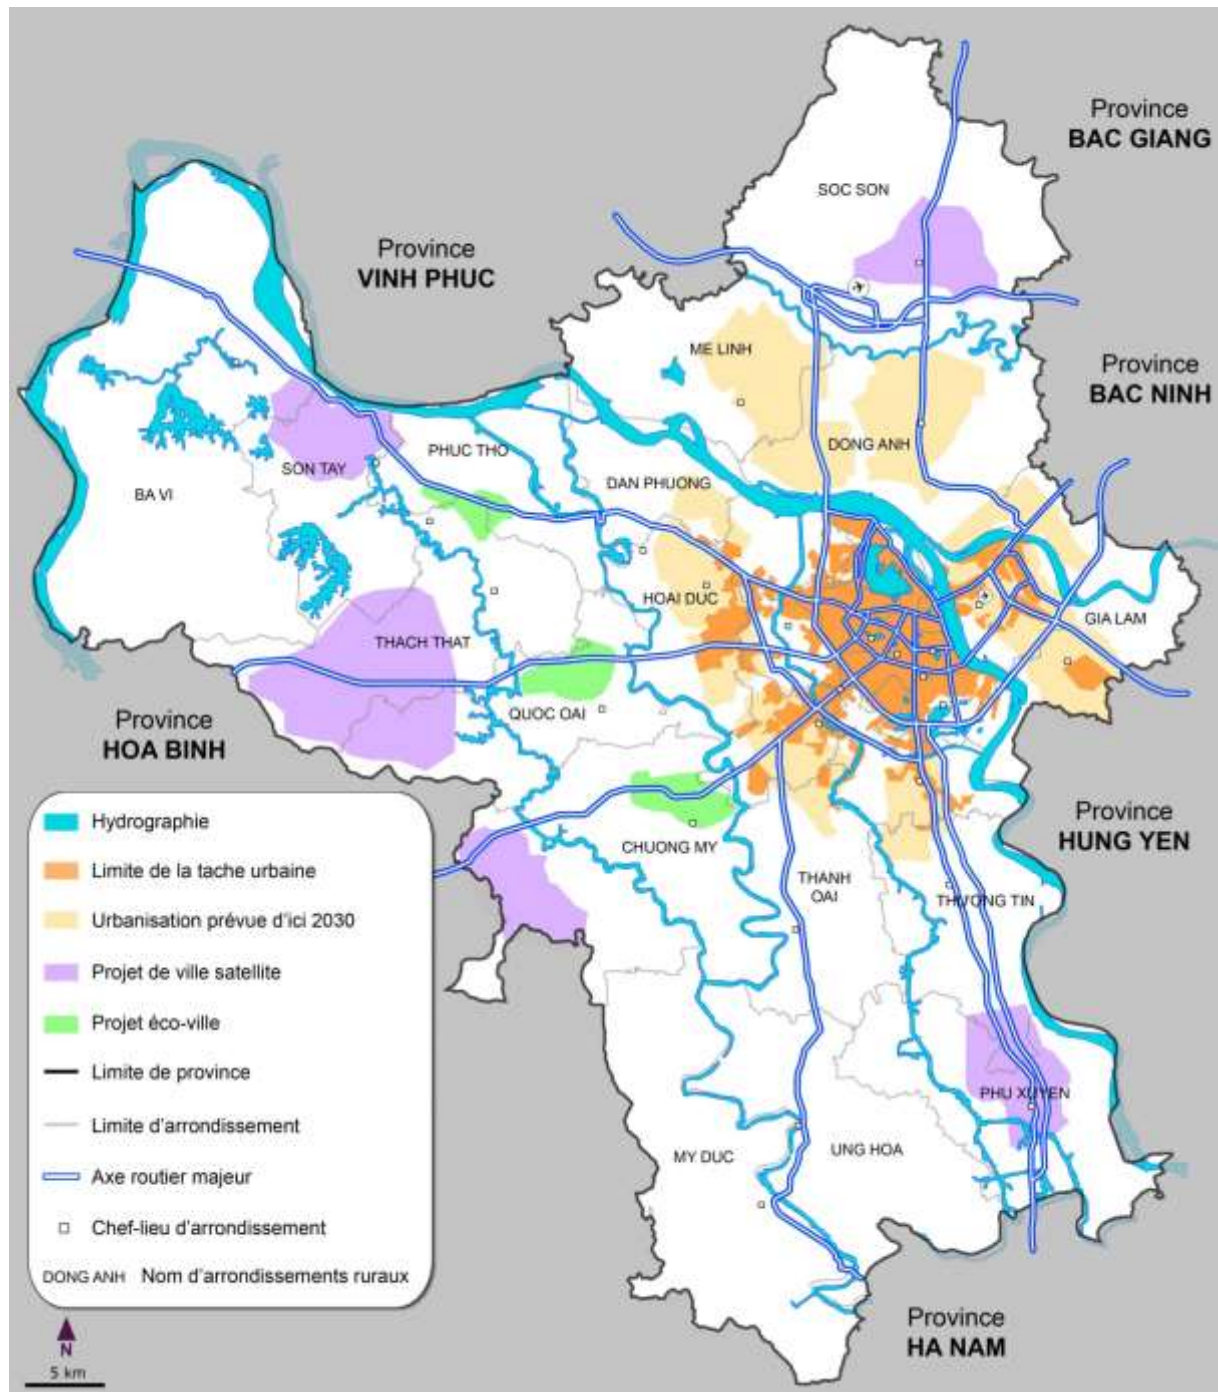 Province
BAC GIANG
SOC SON
Province
VINH PHUC
ME LINH
Province
BAC NINH
PHUC THO
DONG ANH
SON TAY
DAN PHUONG
BA VI
HOAI DUC
GIA LAM
THACH THAT
Province
HOA BINH
QUOC OAI
Province
HUNG YEN
CHUONG MY
THANH
OAI
THUONG TIN
PHU XUYEN
MY DUC
UNG HOA
Hydrographie
Limite de la tache urbaine
Urbanisation prévue d'ici 2030
Projet de ville satellite
Projet éco-ville
Limite de province
Limite d'arrondissement
Axe routier majeur
Chef-lieu d'arrondissement
DONG ANH Nom d'arrondissements ruraux
N
5 km
Province
HA NAM